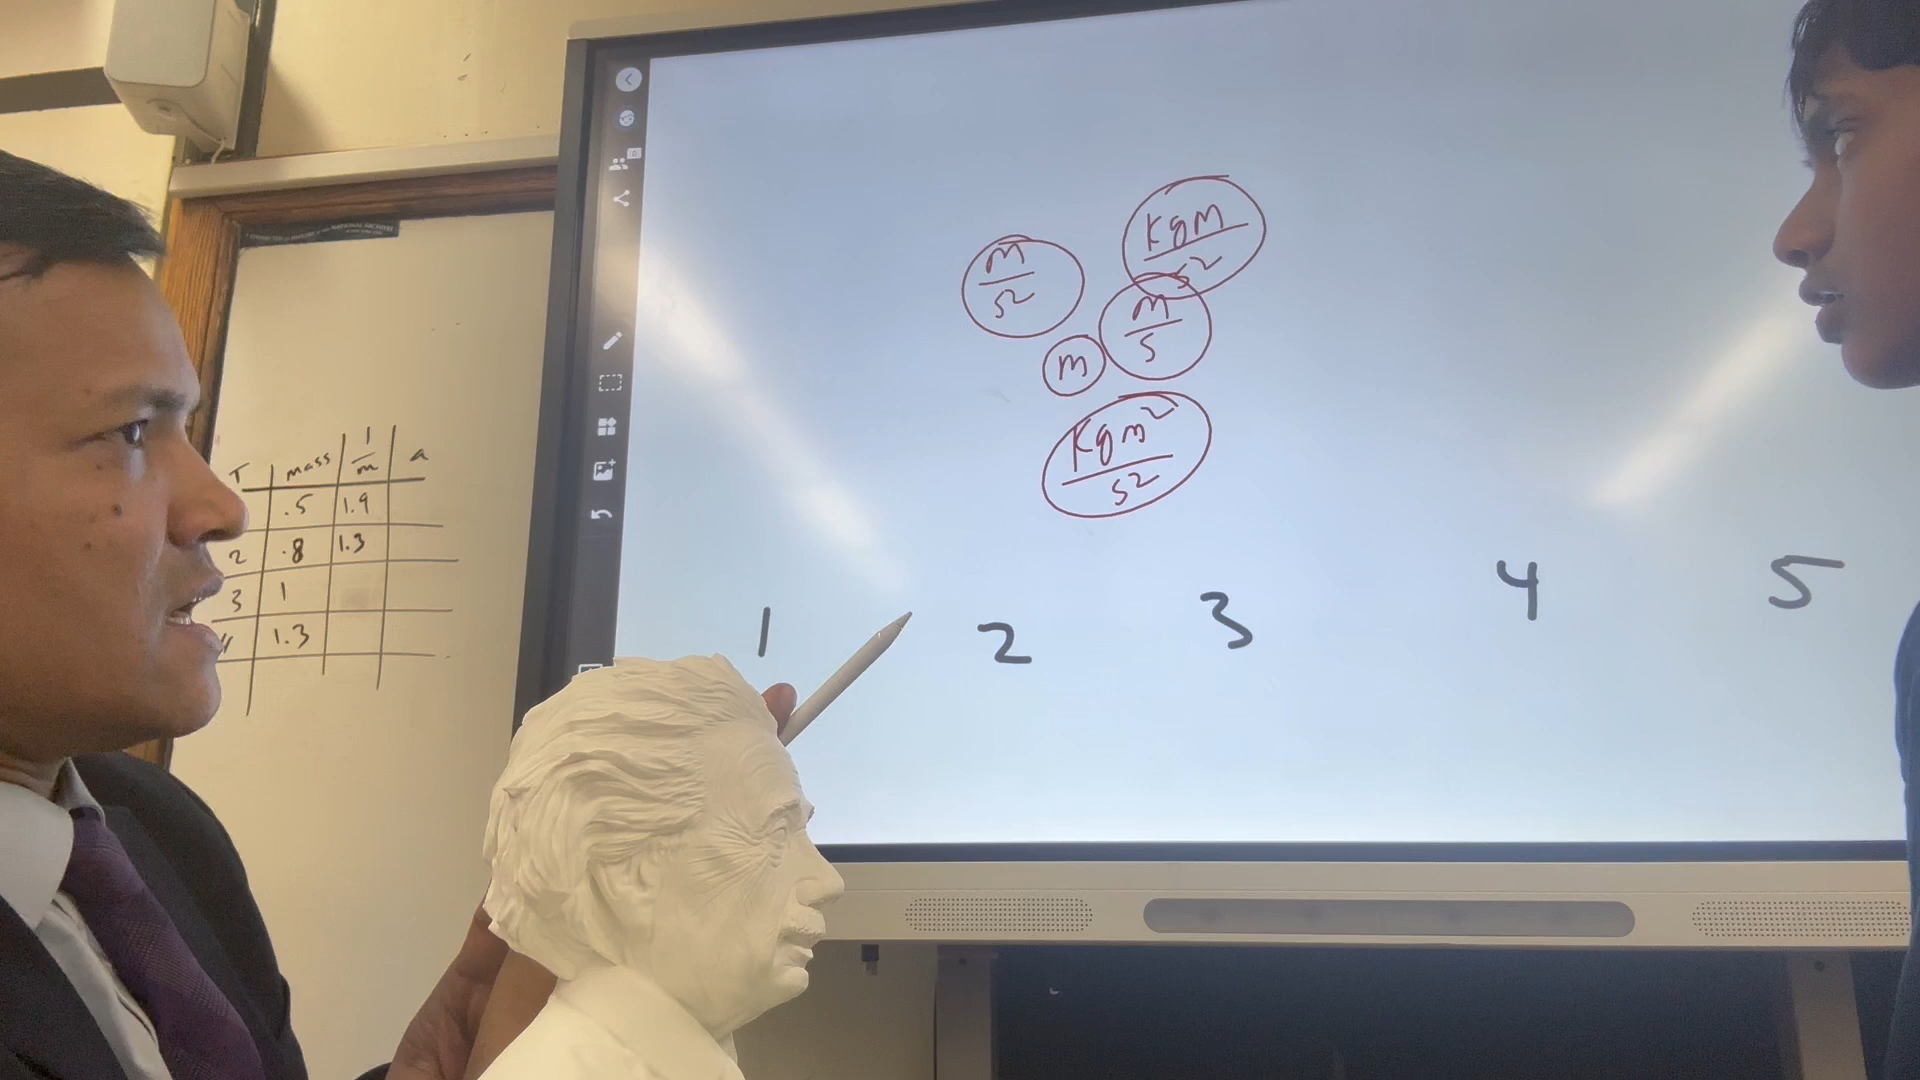 T mass 1/m a
.5 1.9
2 .8 1.3
3 1
4 1.3
m/s²
kgm/s²
m/s
m
kgm²/s²
1 2 3 4 5